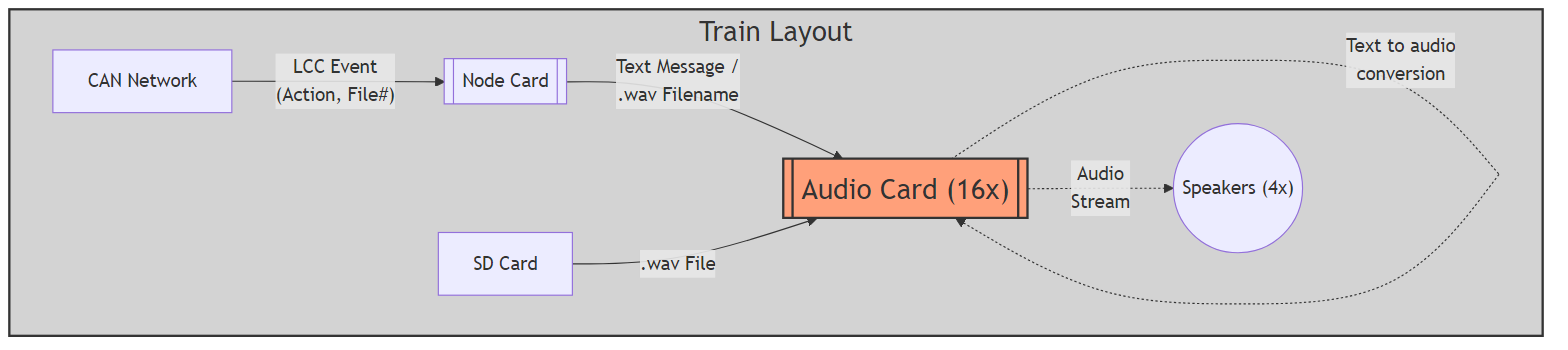 Train Layout
CAN Network
LCC Event
(Action, File#)
Node Card
Text Message /
.wav Filename
Text to audio
conversion
Audio Card (16x)
Audio
Stream
Speakers (4x)
SD Card
.wav File